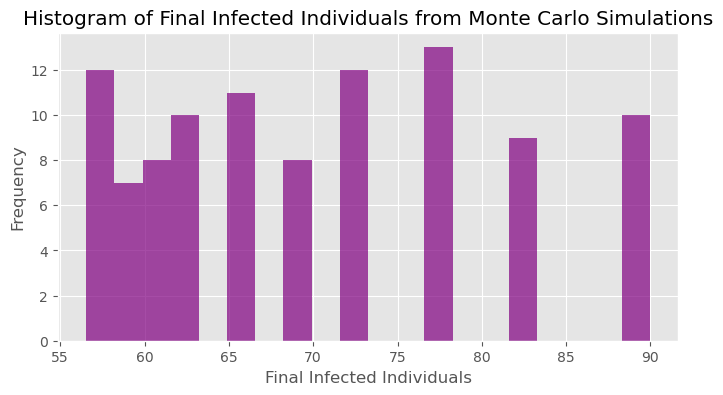 Histogram of Final Infected Individuals from Monte Carlo Simulations
12
10
8
6
4
2
0
Frequency
55 60 65 70 75 80 85 90
Final Infected Individuals